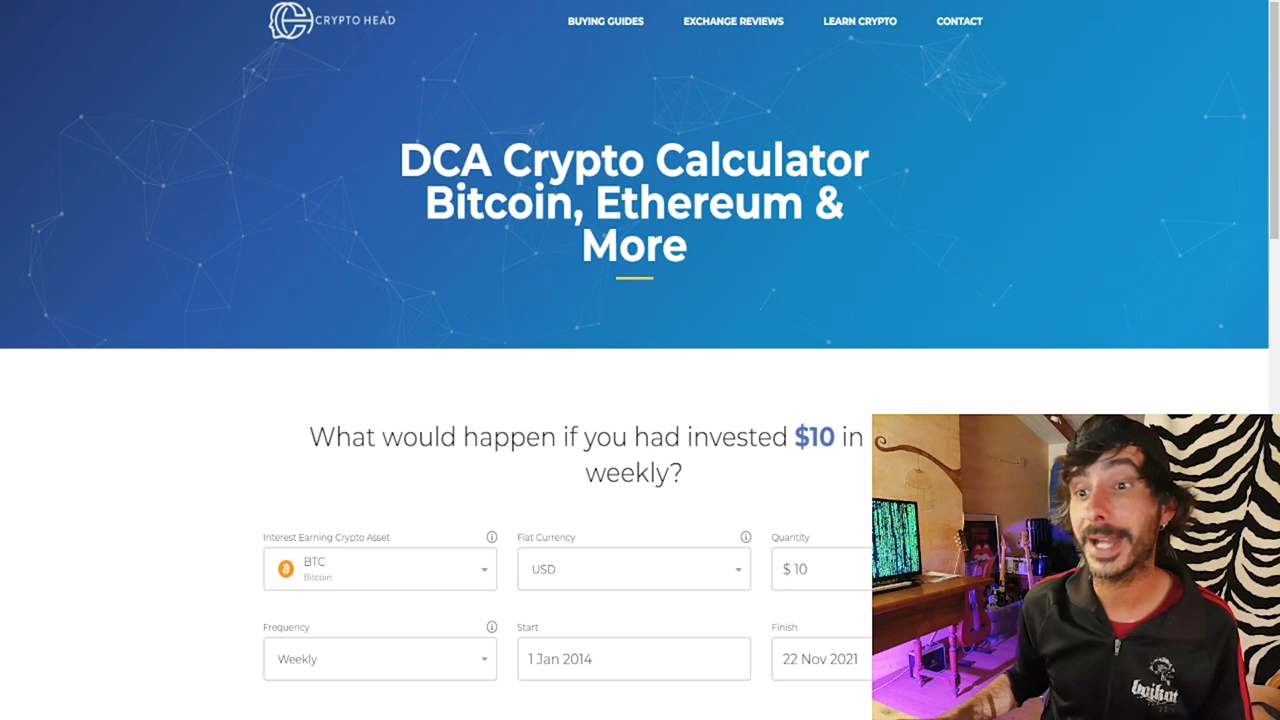 CRYPTO HEAD
BUYING GUIDES
EXCHANGE REVIEWS
LEARN CRYPTO
CONTACT
DCA Crypto Calculator
Bitcoin, Ethereum &
More
What would happen if you had invested $10 in
weekly?
Interest Earning Crypto Asset
Fiat Currency
Quantity
BTC
Bitcoin
USD
$ 10
Frequency
Start
Finish
Weekly
1 Jan 2014
22 Nov 2021
boikot